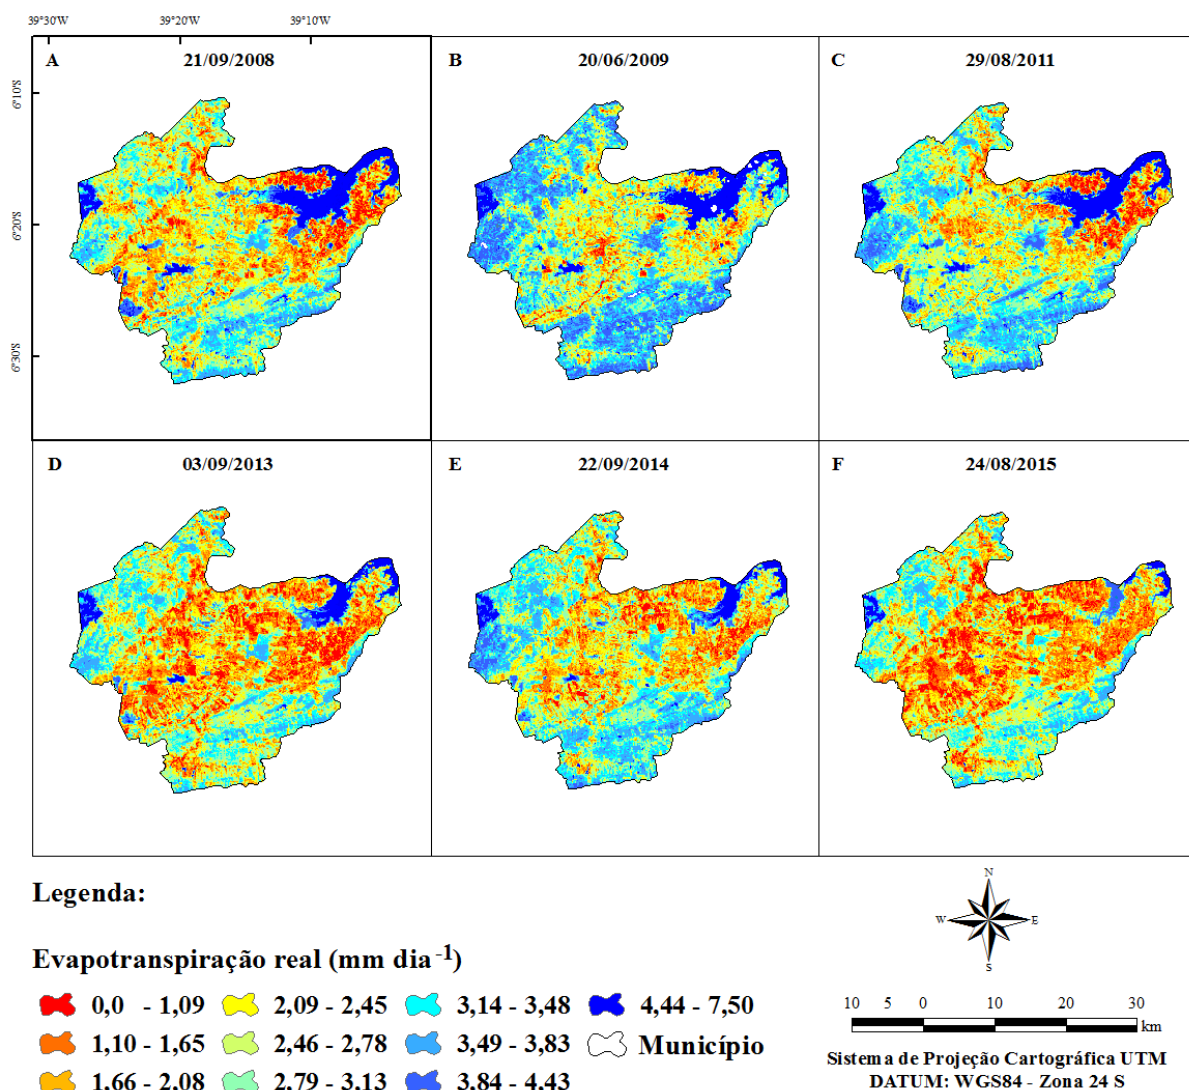 39°30'W 39°20'W 39°10'W
A 21/09/2008
B 20/06/2009
C 29/08/2011
6°10'S
6°20'S
6°30'S
D 03/09/2013
E 22/09/2014
F 24/08/2015
Legenda:
Evapotranspiração real (mm dia⁻¹)
0,0 - 1,09
1,10 - 1,65
1,66 - 2,08
2,09 - 2,45
2,46 - 2,78
2,79 - 3,13
3,14 - 3,48
3,49 - 3,83
3,84 - 4,43
4,44 - 7,50
Município
N
W E
S
10 5 0 10 20 30
km
Sistema de Projeção Cartográfica UTM
DATUM: WGS84 - Zona 24 S